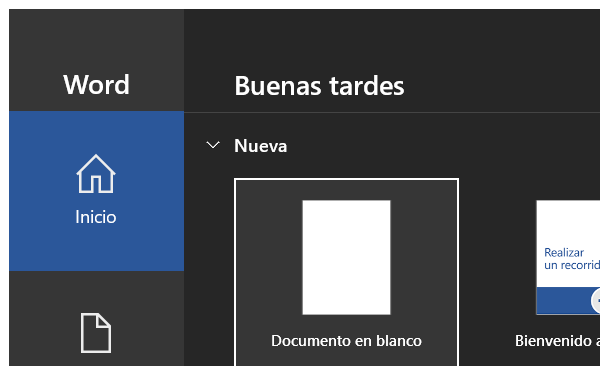 Word
Buenas tardes
Nueva
Inicio
Realizar
un recorrid
Documento en blanco
Bienvenido a